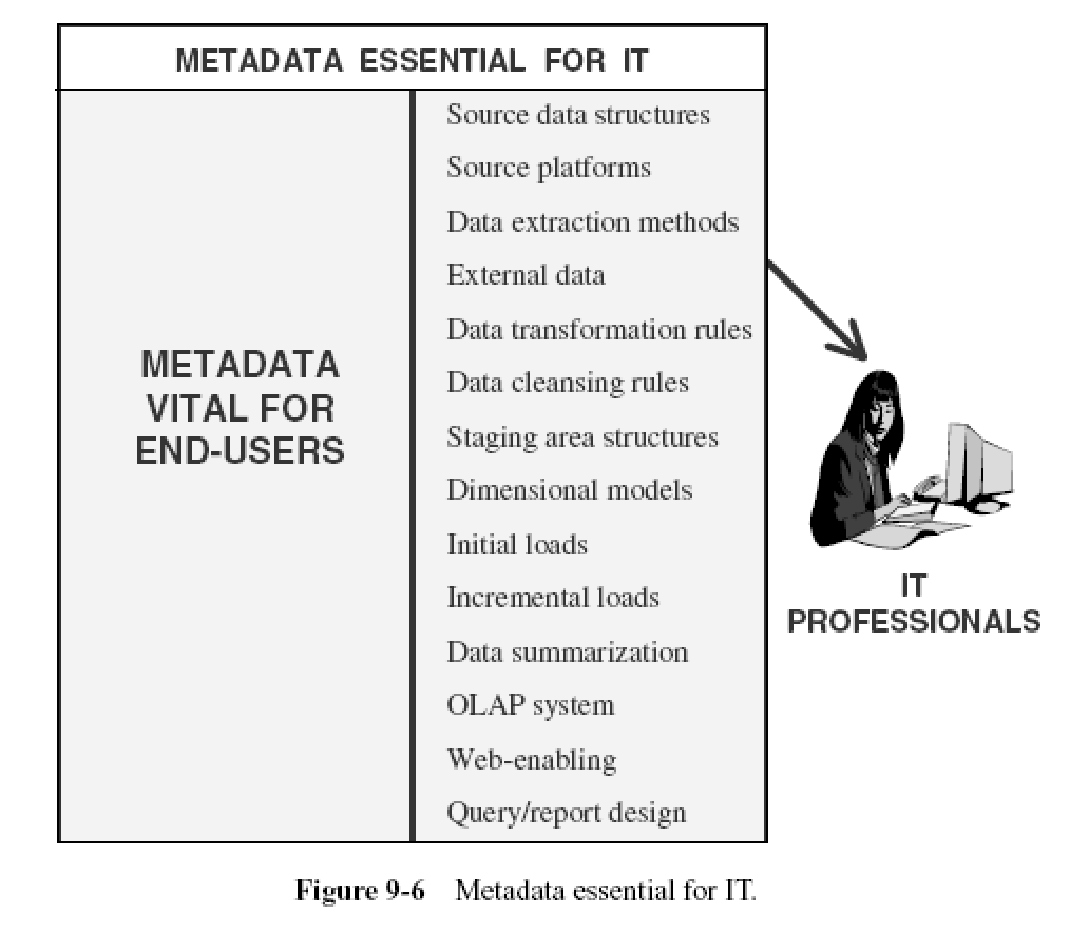 METADATA ESSENTIAL FOR IT
METADATA
VITAL FOR
END-USERS
Source data structures
Source platforms
Data extraction methods
External data
Data transformation rules
Data cleansing rules
Staging area structures
Dimensional models
Initial loads
Incremental loads
Data summarization
OLAP system
Web-enabling
Query/report design
IT
PROFESSIONALS
Figure 9-6 Metadata essential for IT.